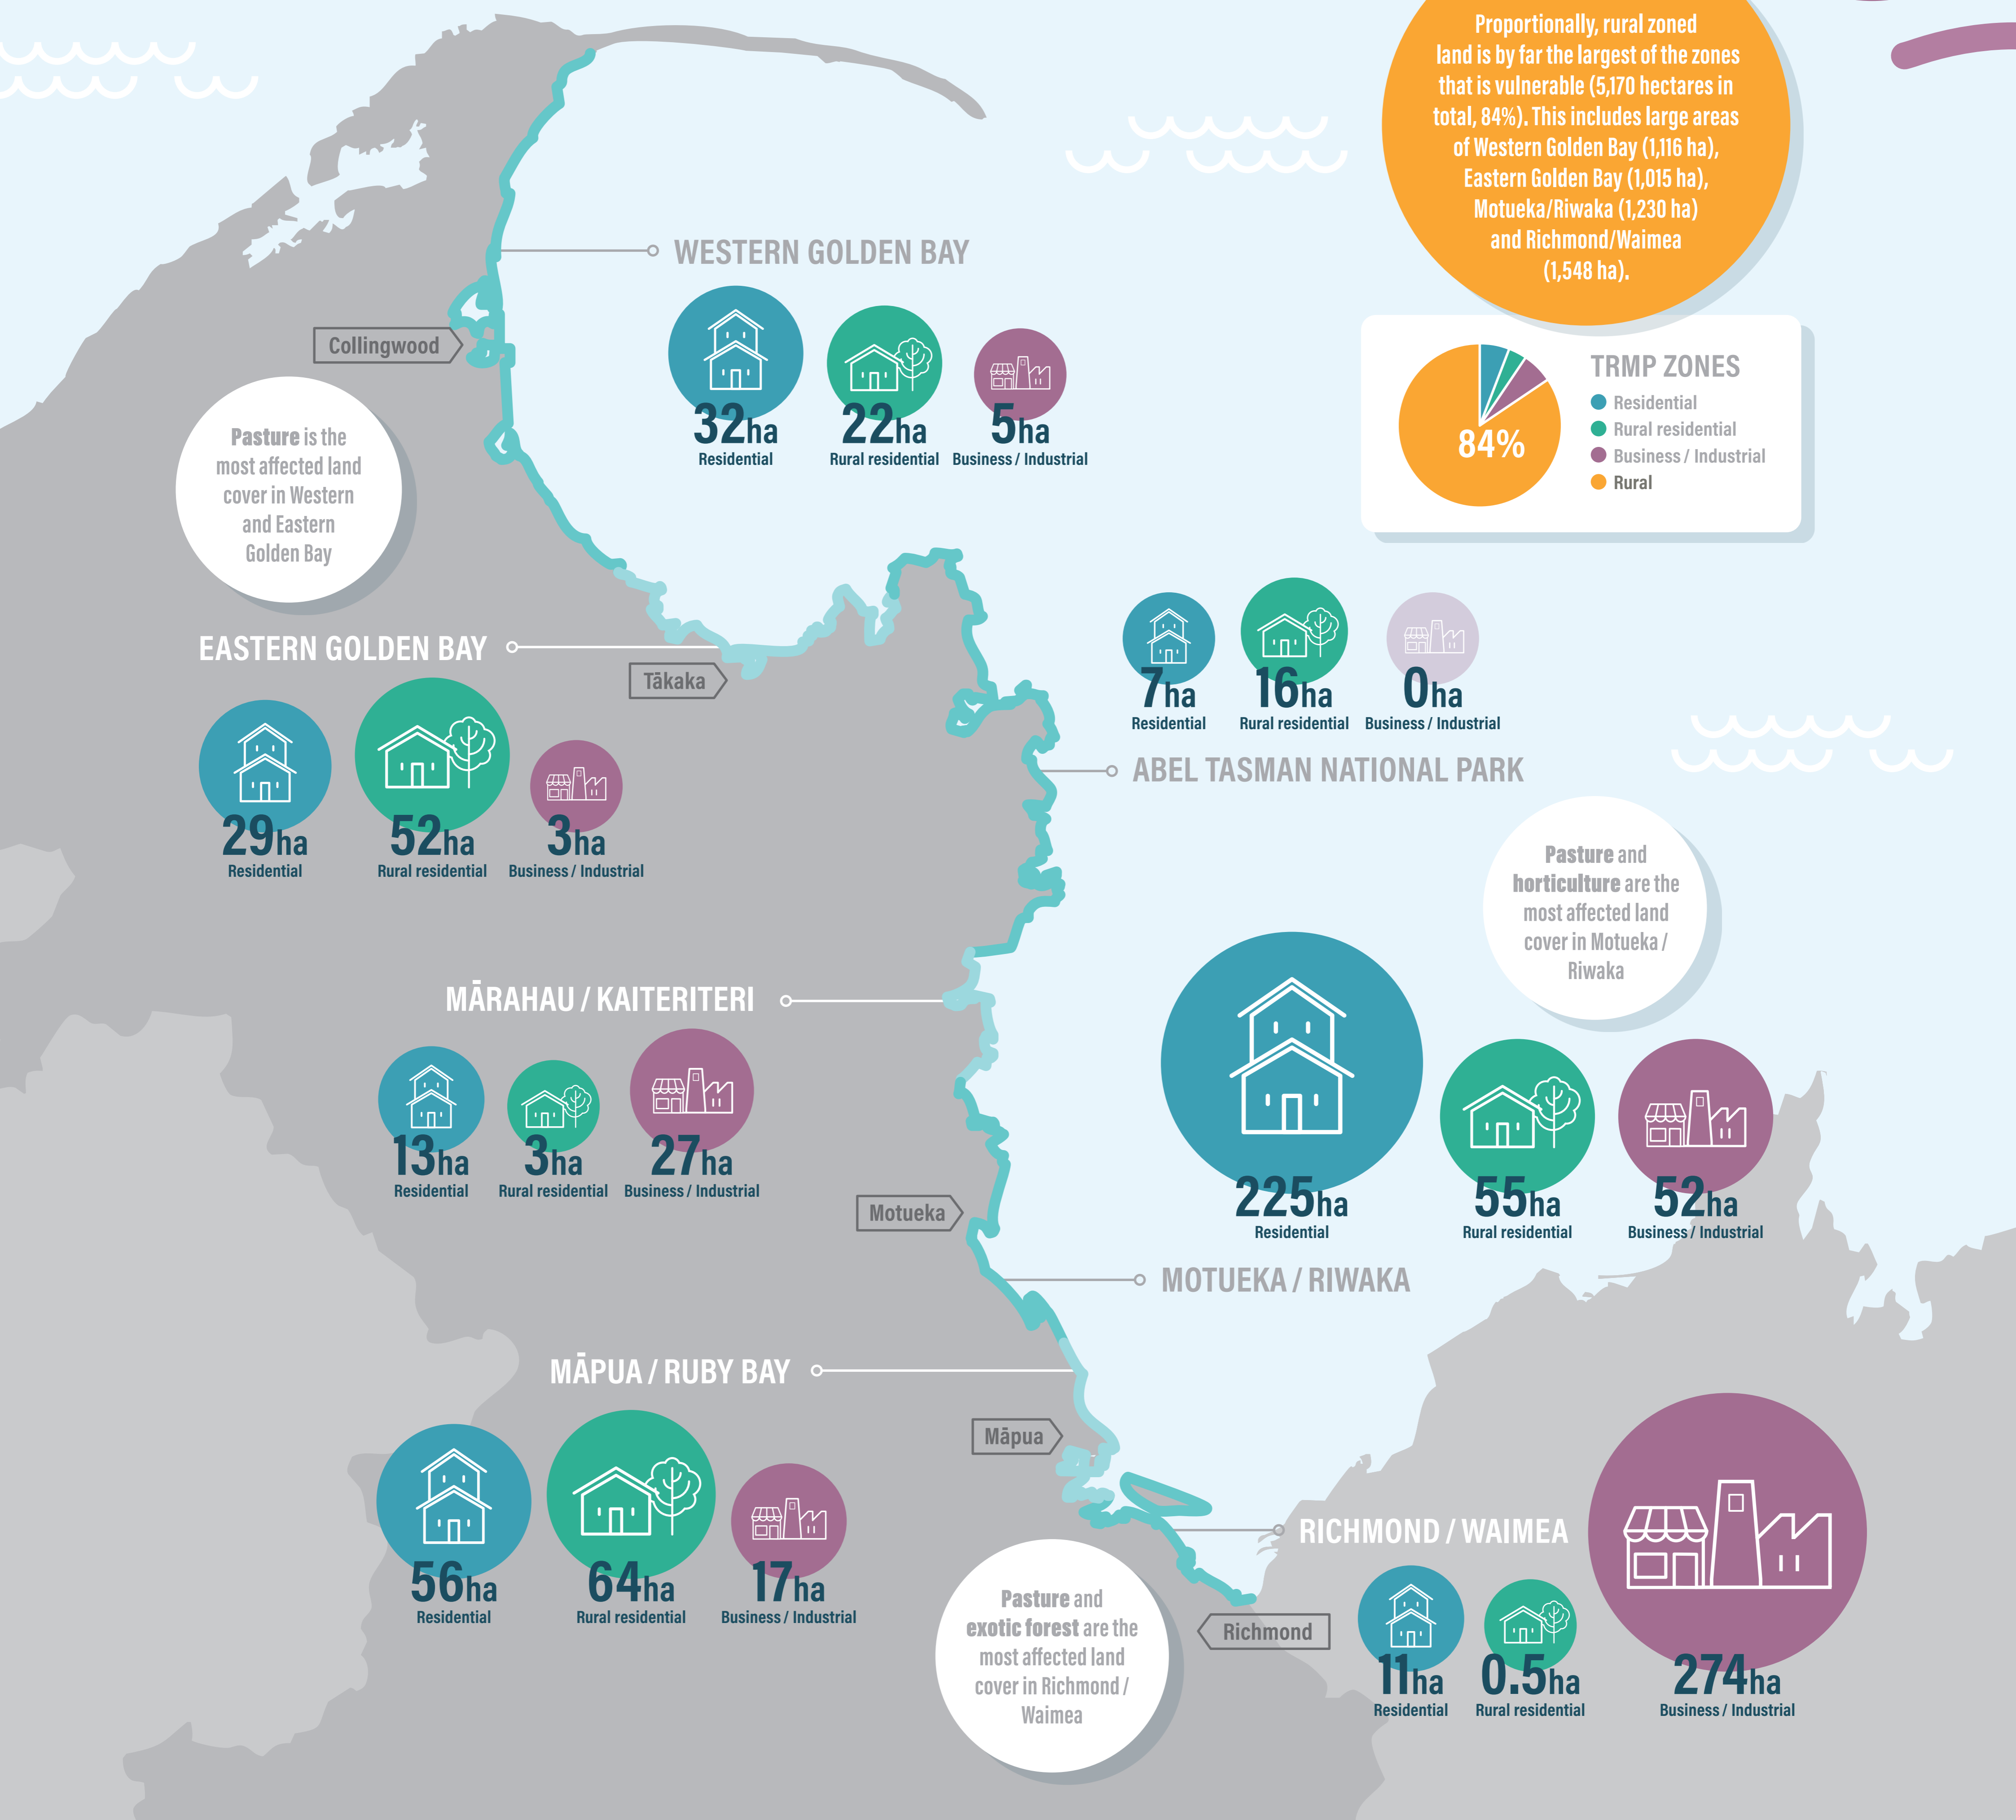 Proportionally, rural zoned
land is by far the largest of the zones
that is vulnerable (5,170 hectares in
total, 84%). This includes large areas
of Western Golden Bay (1,116 ha),
Eastern Golden Bay (1,015 ha),
Motueka/Riwaka (1,230 ha)
and Richmond/Waimea
(1,548 ha).
WESTERN GOLDEN BAY
32ha
Residential
22ha
Rural residential
5ha
Business / Industrial
Collingwood
TRMP ZONES
Residential
Rural residential
Business / Industrial
Rural
84%
Pasture is the
most affected land
cover in Western
and Eastern
Golden Bay
EASTERN GOLDEN BAY
Tākaka
29ha
Residential
52ha
Rural residential
3ha
Business / Industrial
7ha
Residential
16ha
Rural residential
0ha
Business / Industrial
ABEL TASMAN NATIONAL PARK
Pasture and
horticulture are the
most affected land
cover in Motueka /
Riwaka
MĀRAHAU / KAITERITERI
13ha
Residential
3ha
Rural residential
27ha
Business / Industrial
Motueka
225ha
Residential
55ha
Rural residential
52ha
Business / Industrial
MOTUEKA / RIWAKA
MĀPUA / RUBY BAY
Māpua
56ha
Residential
64ha
Rural residential
17ha
Business / Industrial
Pasture and
exotic forest are the
most affected land
cover in Richmond /
Waimea
RICHMOND / WAIMEA
Richmond
11ha
Residential
0.5ha
Rural residential
274ha
Business / Industrial